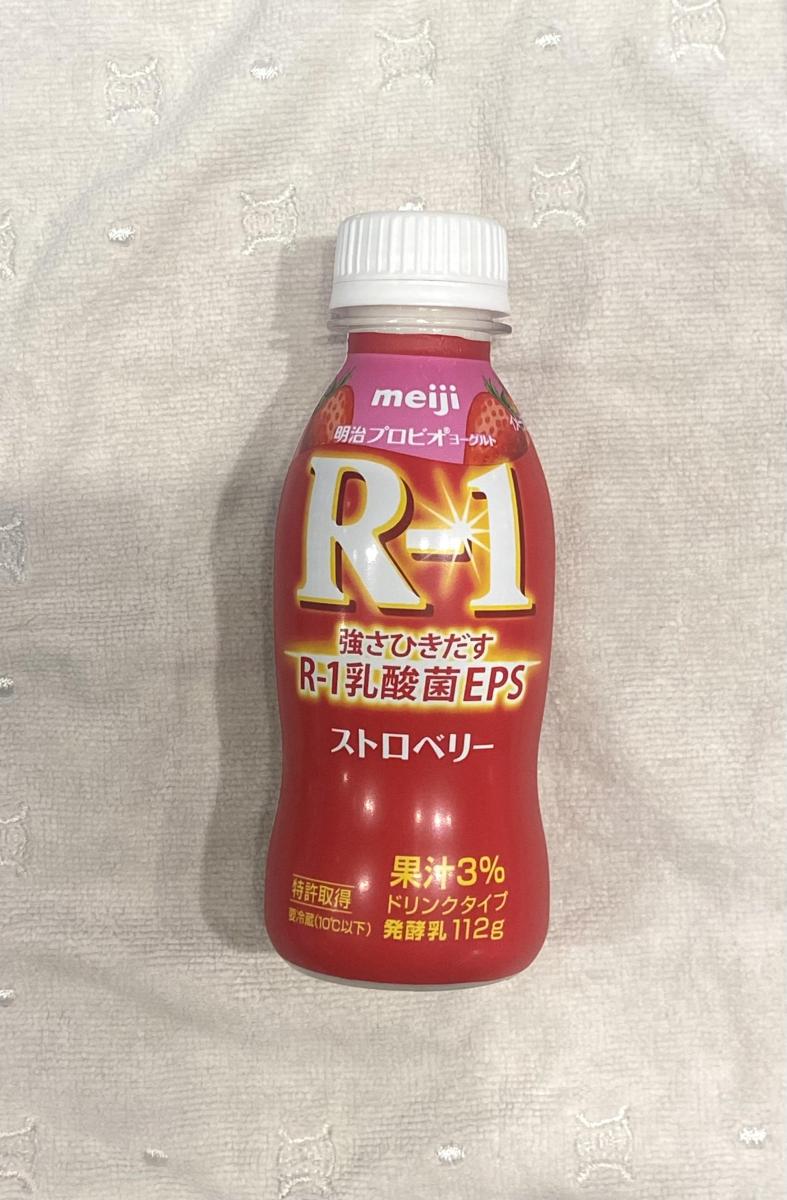 meiji
明治プロビオ®ヨーグルト
R-1
強さひきだす
R-1乳酸菌EPS
ストロベリー
果汁3%
特許取得
ドリンクタイプ
要冷蔵(10℃以下)
発酵乳 112g